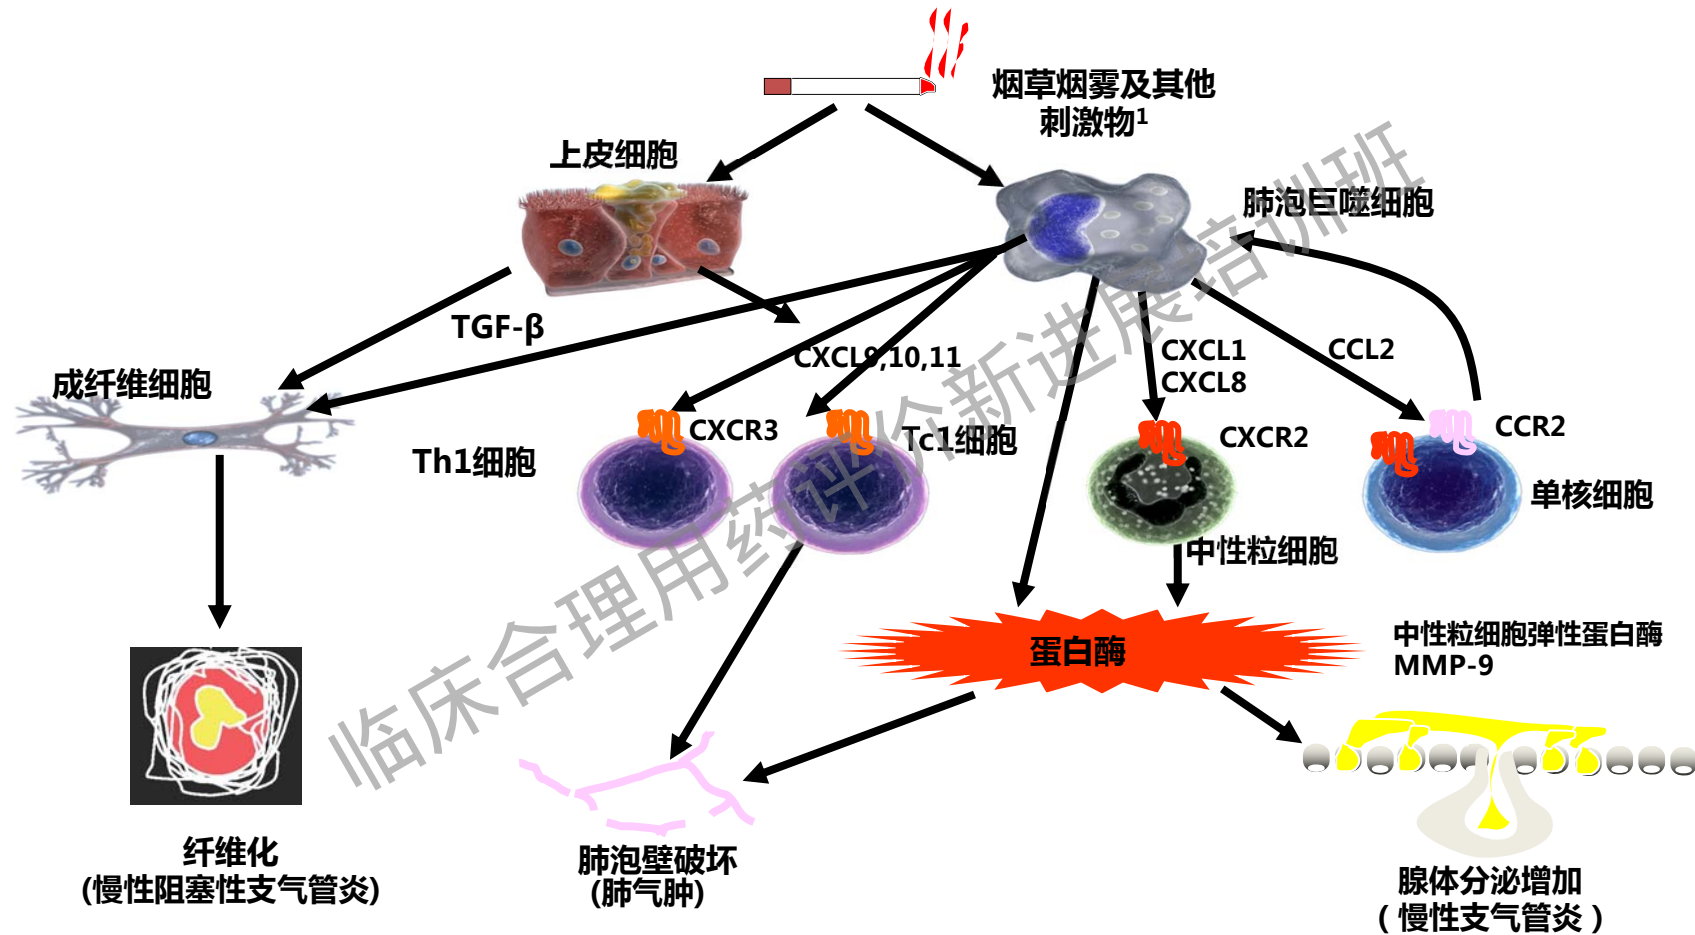 烟草烟雾及其他
刺激物1
上皮细胞
肺泡巨噬细胞
TGF-β
CXCL9,10,11
CXCL1
CXCL8
CCL2
成纤维细胞
CXCR3
Th1细胞
Tc1细胞
CXCR2
CCR2
单核细胞
中性粒细胞
蛋白酶
中性粒细胞弹性蛋白酶
MMP-9
纤维化
(慢性阻塞性支气管炎)
肺泡壁破坏
(肺气肿)
腺体分泌增加
(慢性支气管炎)
临床合理用药评价新进展培训班